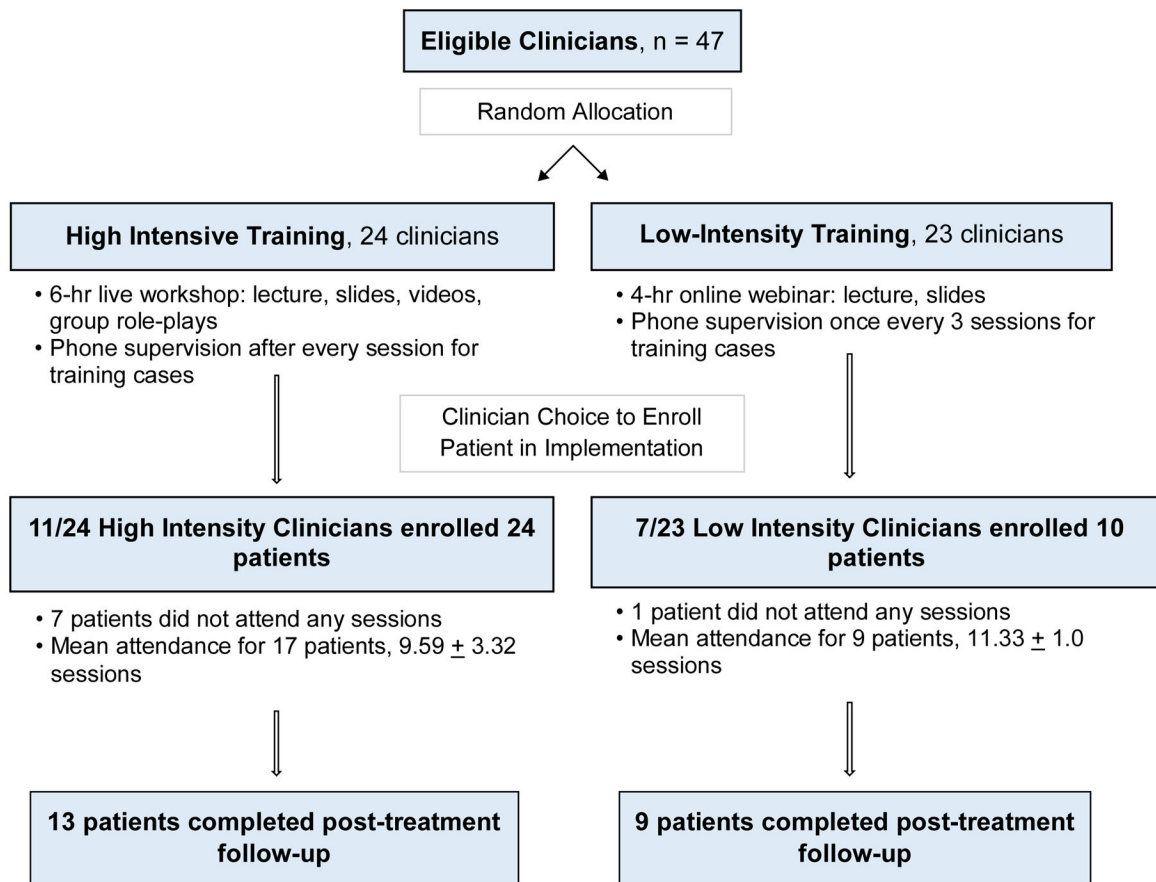 Eligible Clinicians, n = 47
Random Allocation
High Intensive Training, 24 clinicians
• 6-hr live workshop: lecture, slides, videos,
group role-plays
• Phone supervision after every session for
training cases
Low-Intensity Training, 23 clinicians
• 4-hr online webinar: lecture, slides
• Phone supervision once every 3 sessions for
training cases
Clinician Choice to Enroll
Patient in Implementation
11/24 High Intensity Clinicians enrolled 24
patients
• 7 patients did not attend any sessions
• Mean attendance for 17 patients, 9.59 ± 3.32
sessions
7/23 Low Intensity Clinicians enrolled 10
patients
• 1 patient did not attend any sessions
• Mean attendance for 9 patients, 11.33 ± 1.0
sessions
13 patients completed post-treatment
follow-up
9 patients completed post-treatment
follow-up